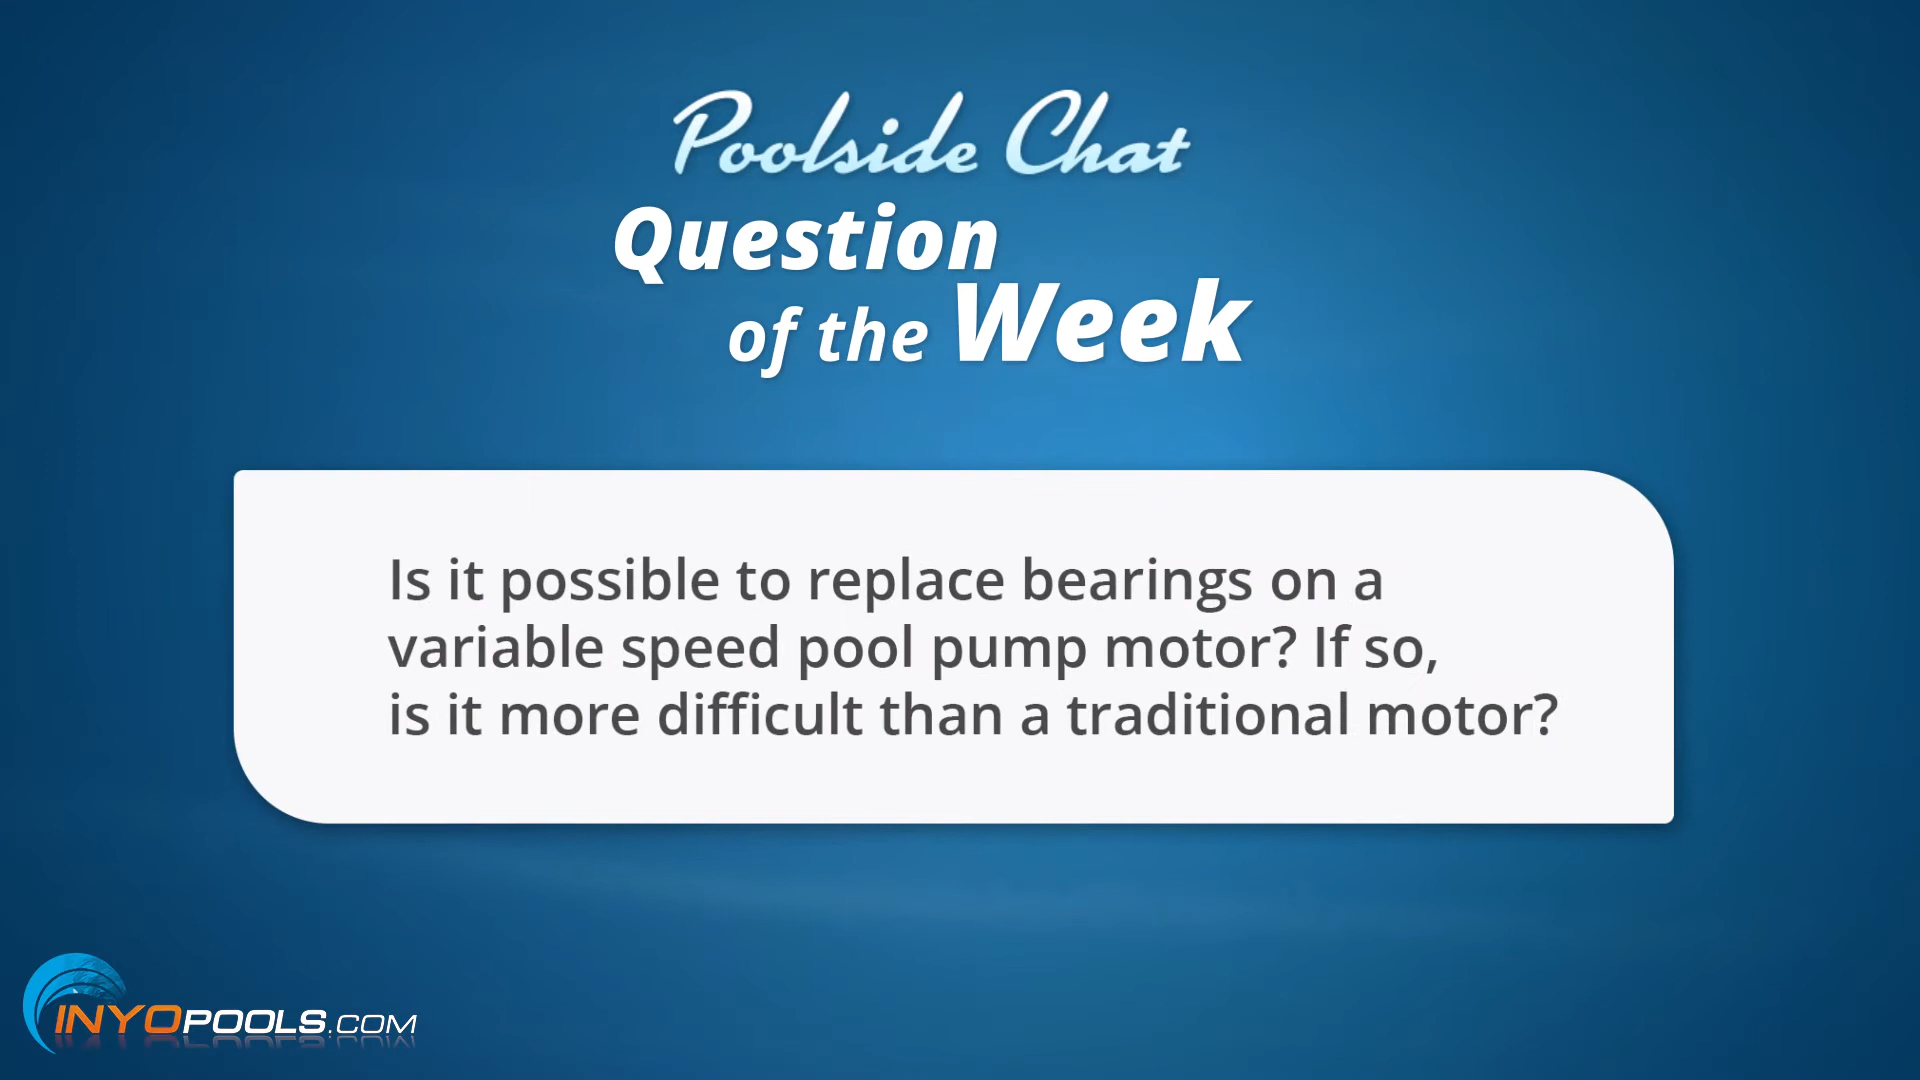 Poolside Chat
Question
of the Week
Is it possible to replace bearings on a
variable speed pool pump motor? If so,
is it more difficult than a traditional motor?
INYOPOOLS.COM